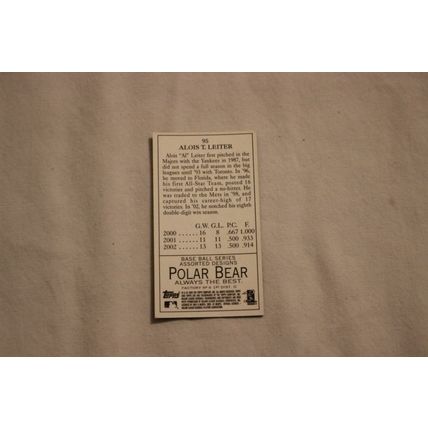 95
ALOIS T. LEITER
Alois "Al" Leiter first pitched in the
Majors with the Yankees in 1987, but
did not spend a full season in the big
leagues until '93 with Toronto. In '96,
he moved to Florida, where he made
his first All-Star Team, posted 16
victories and pitched a no-hitter. He
was traded to the Mets in '98, and
captured his career-high of 17
victories. In '02, he notched his eighth
double-digit win season.
G.W. G.L. P.C. F.
2000 ...... 16 8 .667 1.000
2001 ...... 11 11 .500 .933
2002 ...... 13 13 .500 .914
BASE BALL SERIES
ASSORTED DESIGNS
POLAR BEAR
ALWAYS THE BEST.
FACTORY Nº 6 1ST DIST. O.
Topps